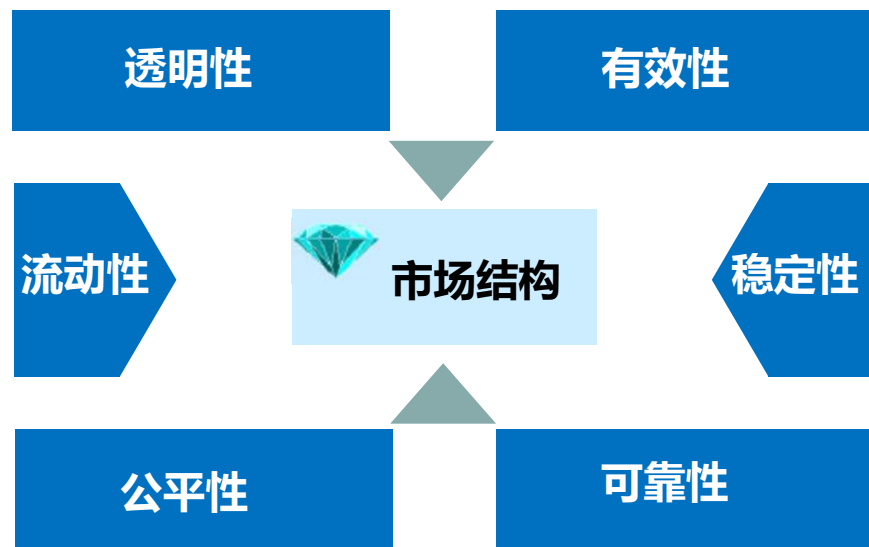 透明性
有效性
流动性
市场结构
稳定性
公平性
可靠性